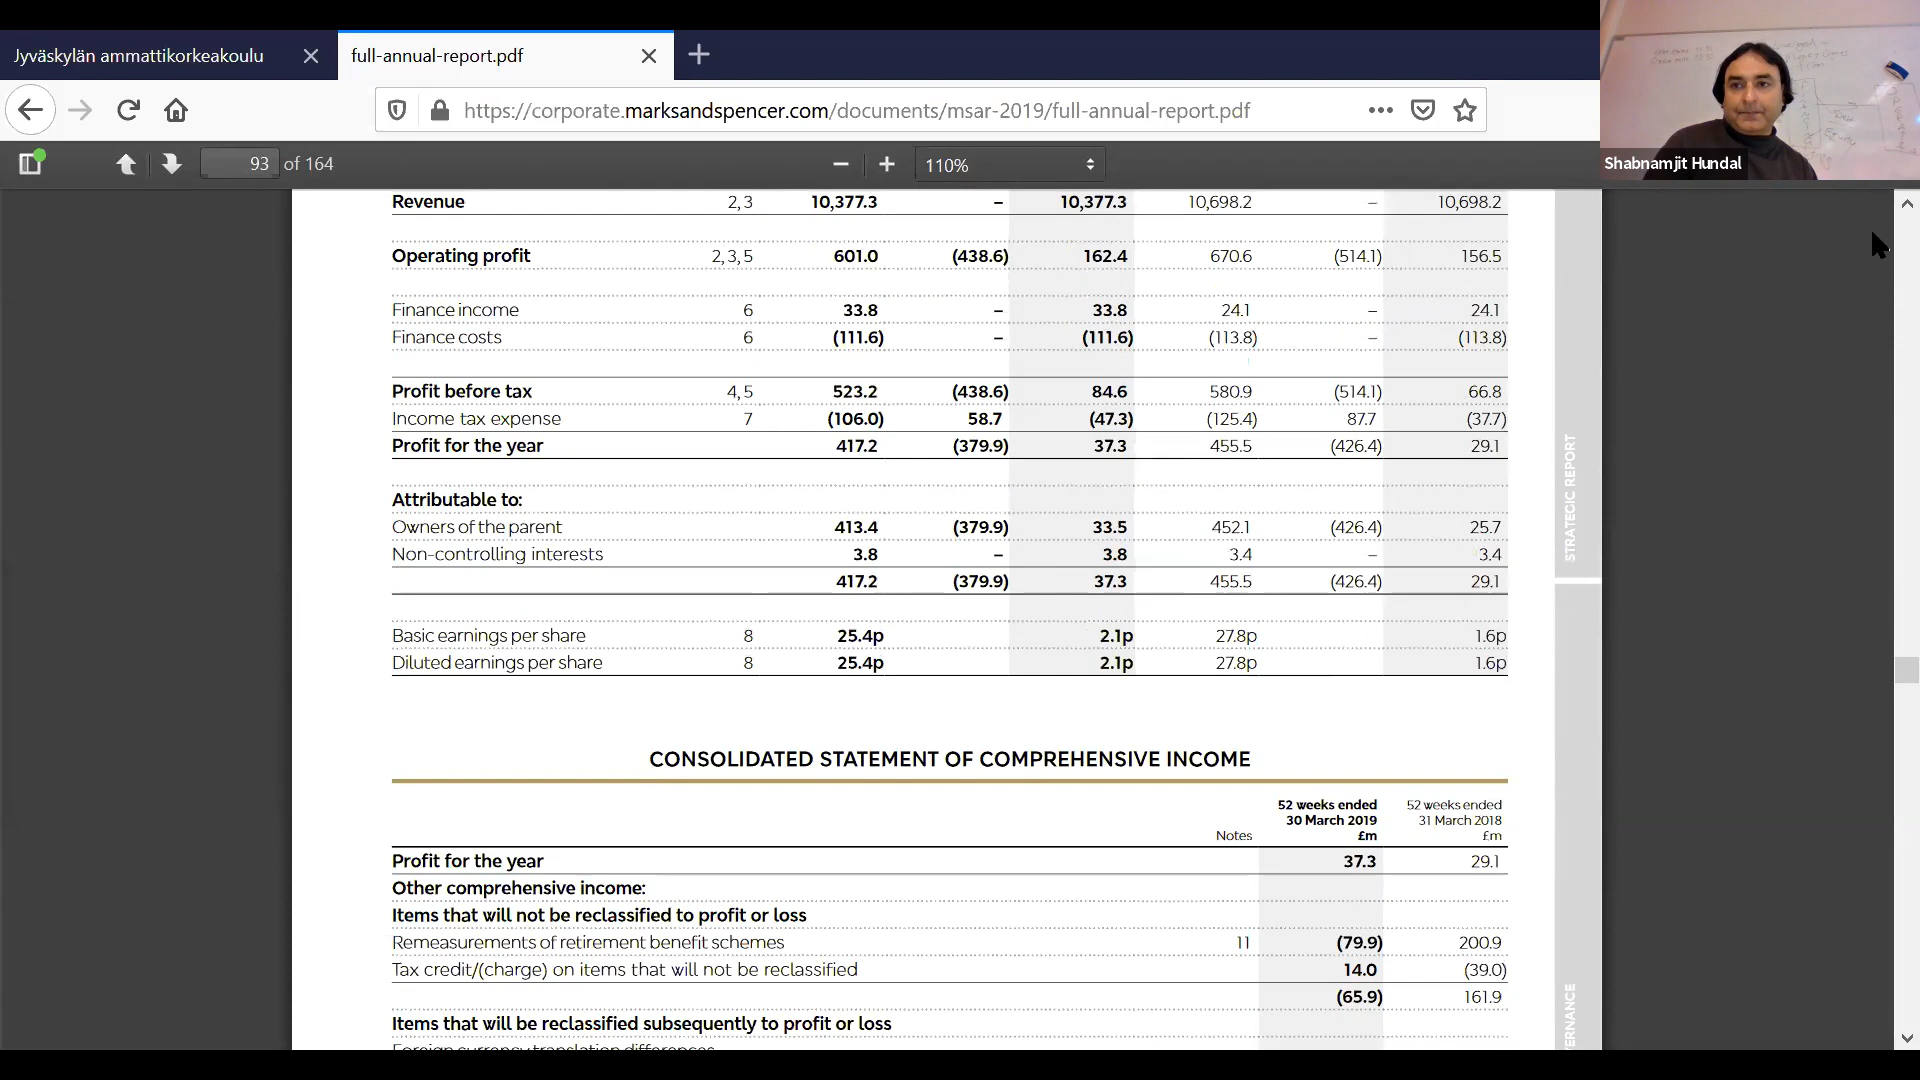 Jyväskylän ammattikorkeakoulu
full-annual-report.pdf
https://corporate.marksandspencer.com/documents/msar-2019/full-annual-report.pdf
93 of 164
110%
Shabnamjit Hundal
Revenue 2,3 10,377.3 – 10,377.3 10,698.2 – 10,698.2
Operating profit 2,3,5 601.0 (438.6) 162.4 670.6 (514.1) 156.5
Finance income 6 33.8 – 33.8 24.1 – 24.1
Finance costs 6 (111.6) – (111.6) (113.8) – (113.8)
Profit before tax 4,5 523.2 (438.6) 84.6 580.9 (514.1) 66.8
Income tax expense 7 (106.0) 58.7 (47.3) (125.4) 87.7 (37.7)
Profit for the year 417.2 (379.9) 37.3 455.5 (426.4) 29.1
Attributable to:
Owners of the parent 413.4 (379.9) 33.5 452.1 (426.4) 25.7
Non-controlling interests 3.8 – 3.8 3.4 – 3.4
417.2 (379.9) 37.3 455.5 (426.4) 29.1
Basic earnings per share 8 25.4p 2.1p 27.8p 1.6p
Diluted earnings per share 8 25.4p 2.1p 27.8p 1.6p
STRATEGIC REPORT
CONSOLIDATED STATEMENT OF COMPREHENSIVE INCOME
52 weeks ended 52 weeks ended
30 March 2019 31 March 2018
Notes £m £m
Profit for the year 37.3 29.1
Other comprehensive income:
Items that will not be reclassified to profit or loss
Remeasurements of retirement benefit schemes 11 (79.9) 200.9
Tax credit/(charge) on items that will not be reclassified 14.0 (39.0)
(65.9) 161.9
Items that will be reclassified subsequently to profit or loss
Foreign currency translation differences